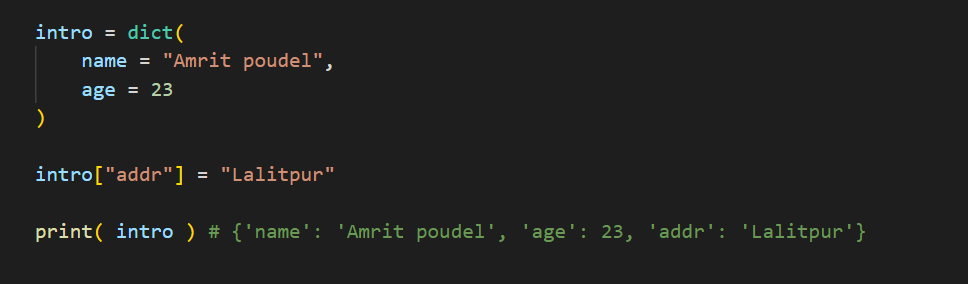 intro = dict(
    name = "Amrit poudel",
    age = 23
)
intro["addr"] = "Lalitpur"
print( intro ) # {'name': 'Amrit poudel', 'age': 23, 'addr': 'Lalitpur'}